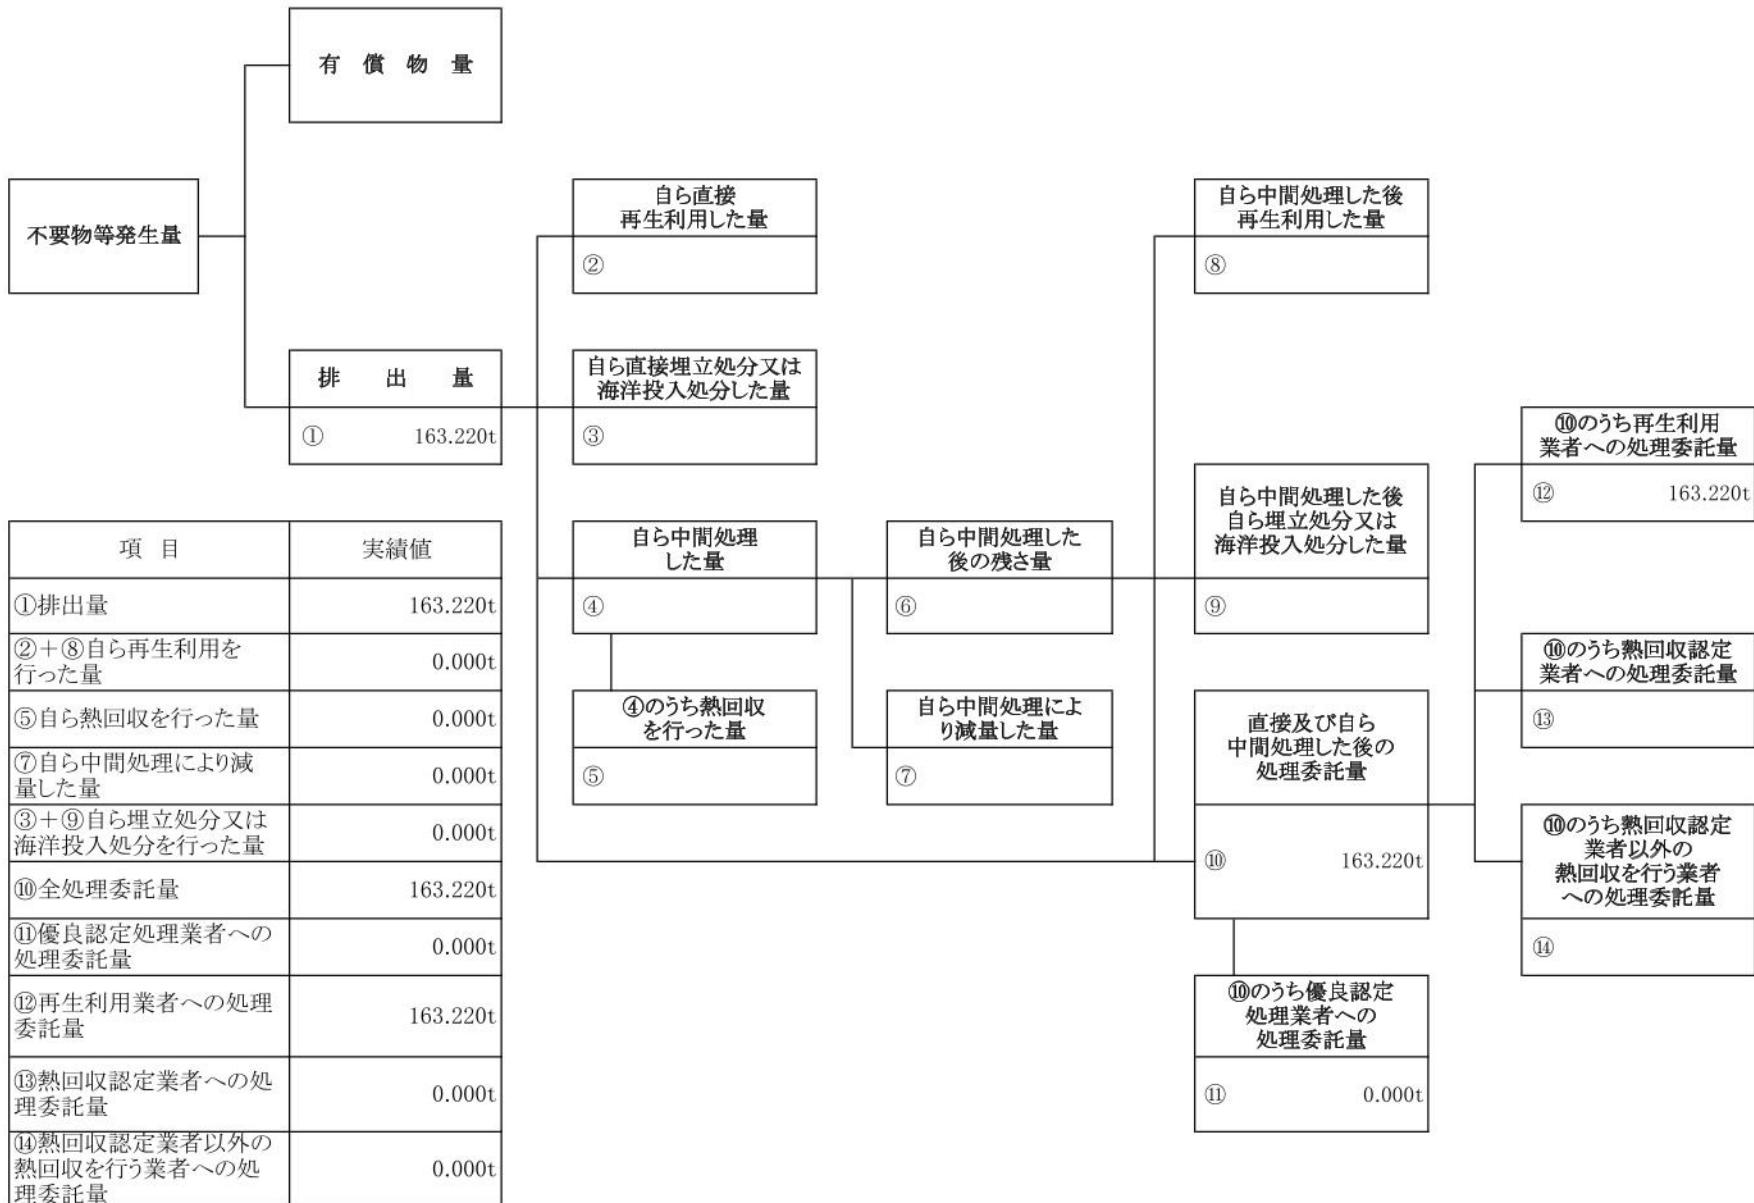 有 償 物 量
不要物等発生量
自ら直接
再生利用した量
②
自ら中間処理した後
再生利用した量
⑧
排 出 量
① 163.220t
自ら直接埋立処分又は
海洋投入処分した量
③
⑩のうち再生利用
業者への処理委託量
⑫ 163.220t
自ら中間処理
した量
④
自ら中間処理した
後の残さ量
⑥
自ら中間処理した後
自ら埋立処分又は
海洋投入処分した量
⑨
⑩のうち熱回収認定
業者への処理委託量
⑬
④のうち熱回収
を行った量
⑤
自ら中間処理によ
り減量した量
⑦
直接及び自ら
中間処理した後の
処理委託量
⑩ 163.220t
⑩のうち熱回収認定
業者以外の
熱回収を行う業者
への処理委託量
⑭
⑩のうち優良認定
処理業者への
処理委託量
⑪ 0.000t
項 目 実績値
①排出量 163.220t
②+⑧自ら再生利用を
行った量 0.000t
⑤自ら熱回収を行った量 0.000t
⑦自ら中間処理により減
量した量 0.000t
③+⑨自ら埋立処分又は
海洋投入処分を行った量 0.000t
⑩全処理委託量 163.220t
⑪優良認定処理業者への
処理委託量 0.000t
⑫再生利用業者への処理
委託量 163.220t
⑬熱回収認定業者への処
理委託量 0.000t
⑭熱回収認定業者以外の
熱回収を行う業者への処
理委託量 0.000t